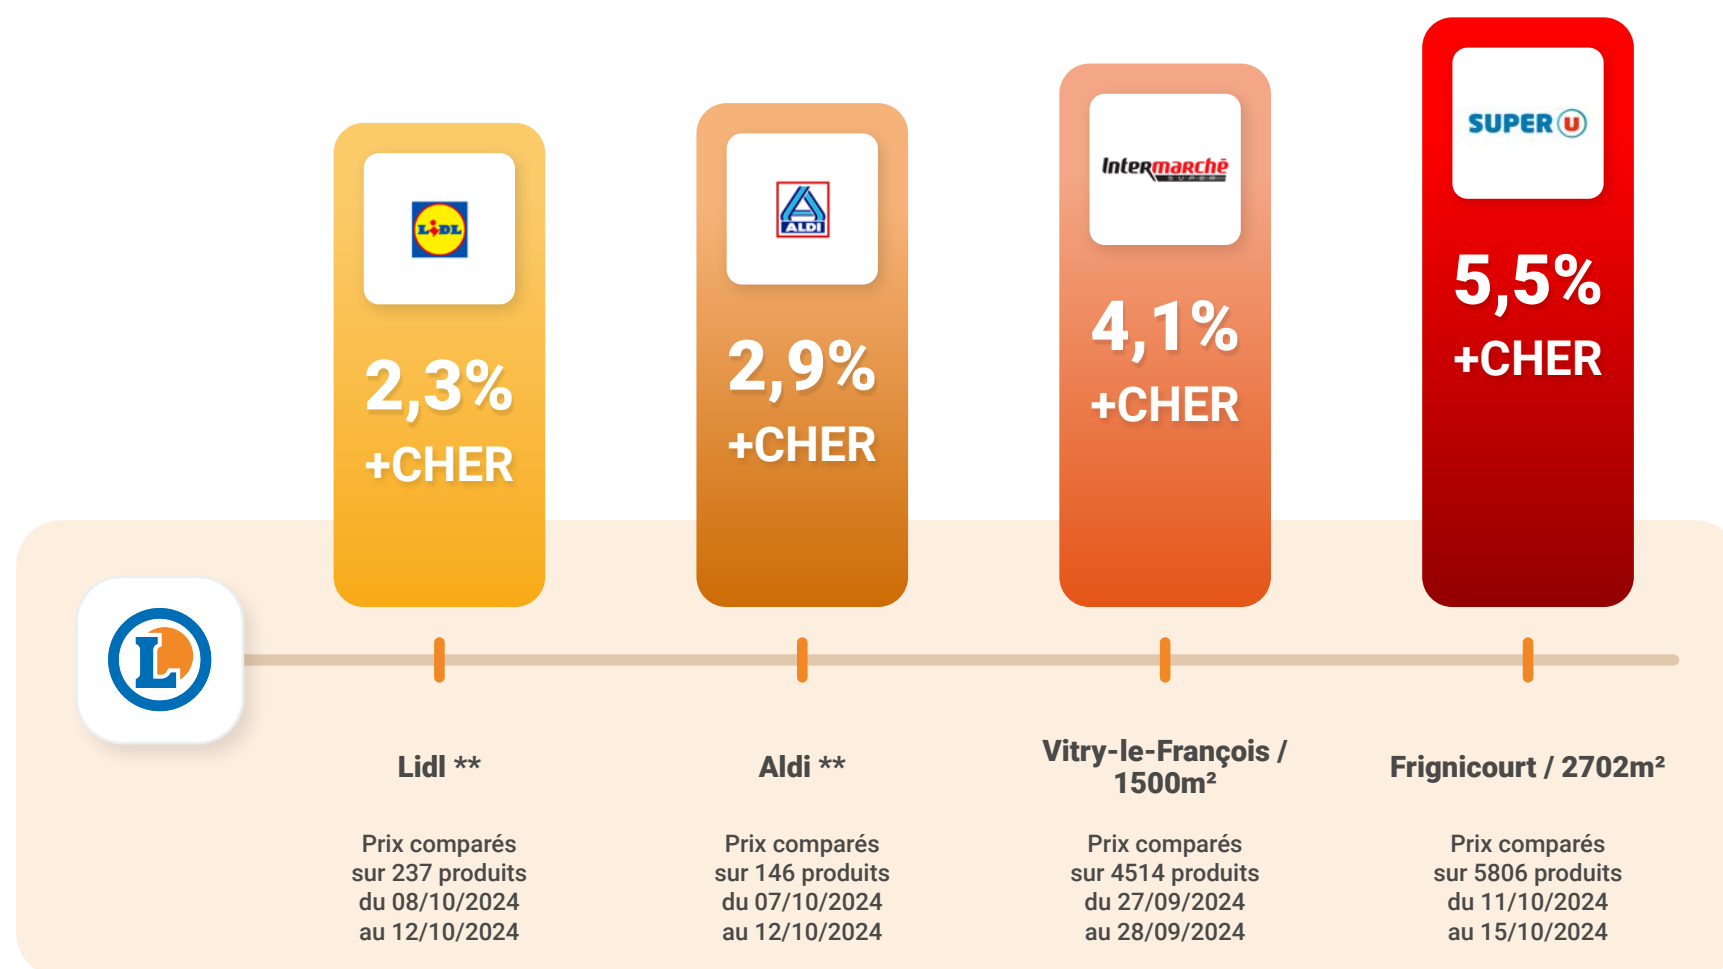 LIDL
2,3%
+CHER
ALDI
2,9%
+CHER
Intermarchē
SUPER
4,1%
+CHER
SUPER U
5,5%
+CHER
L
Lidl **
Prix comparés
sur 237 produits
du 08/10/2024
au 12/10/2024
Aldi **
Prix comparés
sur 146 produits
du 07/10/2024
au 12/10/2024
Vitry-le-François /
1500m²
Prix comparés
sur 4514 produits
du 27/09/2024
au 28/09/2024
Frignicourt / 2702m²
Prix comparés
sur 5806 produits
du 11/10/2024
au 15/10/2024